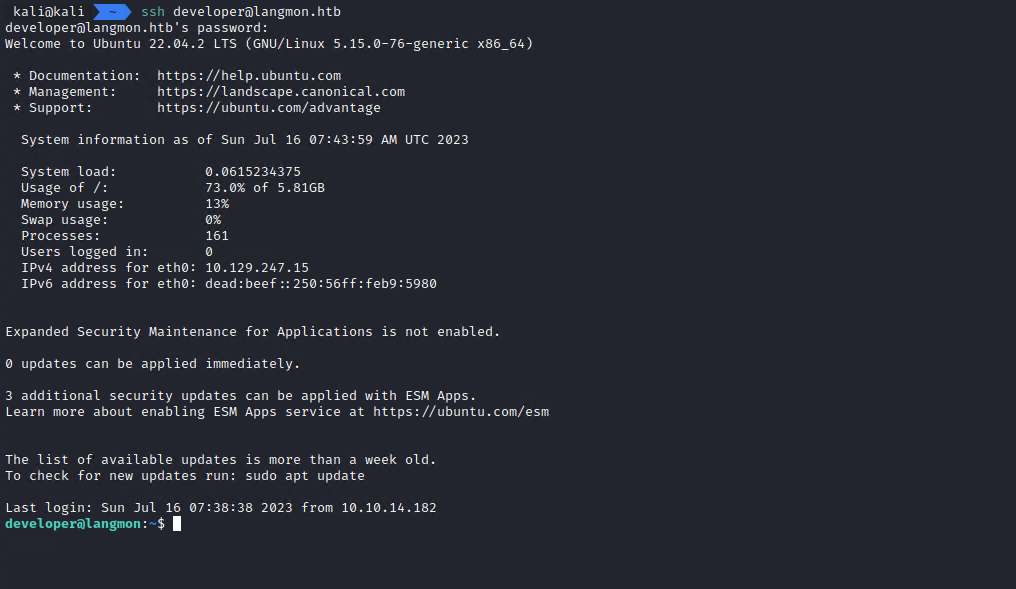 kali@kali ~ ssh developer@langmon.htb
developer@langmon.htb's password:
Welcome to Ubuntu 22.04.2 LTS (GNU/Linux 5.15.0-76-generic x86_64)
* Documentation: https://help.ubuntu.com
* Management: https://landscape.canonical.com
* Support: https://ubuntu.com/advantage
System information as of Sun Jul 16 07:43:59 AM UTC 2023
System load: 0.0615234375
Usage of /: 73.0% of 5.81GB
Memory usage: 13%
Swap usage: 0%
Processes: 161
Users logged in: 0
IPv4 address for eth0: 10.129.247.15
IPv6 address for eth0: dead:beef::250:56ff:feb9:5980
Expanded Security Maintenance for Applications is not enabled.
0 updates can be applied immediately.
3 additional security updates can be applied with ESM Apps.
Learn more about enabling ESM Apps service at https://ubuntu.com/esm
The list of available updates is more than a week old.
To check for new updates run: sudo apt update
Last login: Sun Jul 16 07:38:38 2023 from 10.10.14.182
developer@langmon:~$